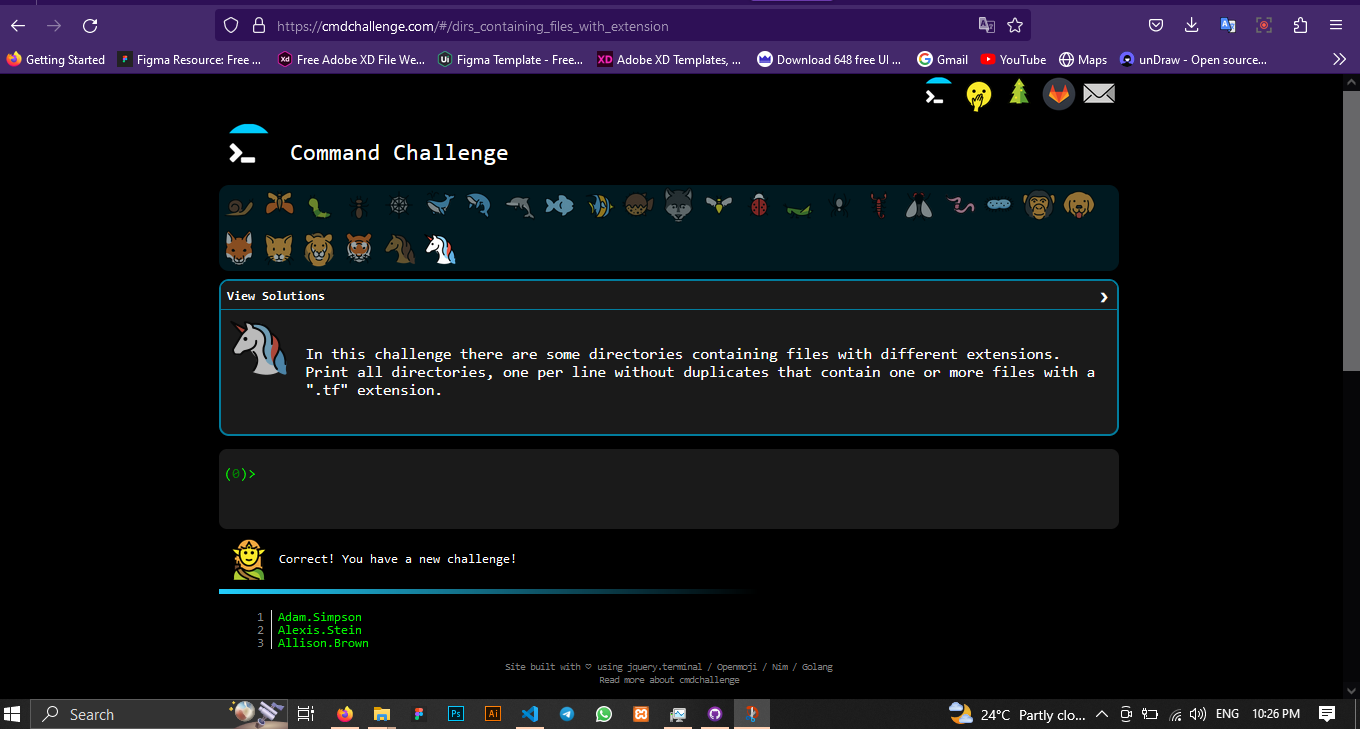 https://cmdchallenge.com/#/dirs_containing_files_with_extension
Getting Started
Figma Resource: Free ...
Xd
Free Adobe XD File We...
Ui
Figma Template - Free...
XD
Adobe XD Templates, ...
Download 648 free UI ...
Gmail
YouTube
Maps
unDraw - Open source...
Command Challenge
View Solutions
In this challenge there are some directories containing files with different extensions.
Print all directories, one per line without duplicates that contain one or more files with a
".tf" extension.
(0)>
Correct! You have a new challenge!
1 Adam.Simpson
2 Alexis.Stein
3 Allison.Brown
Site built with ♡ using jquery.terminal / Openmoji / Nim / Golang
Read more about cmdchallenge
Search
Ps
Ai
24°C Partly clo...
ENG
10:26 PM